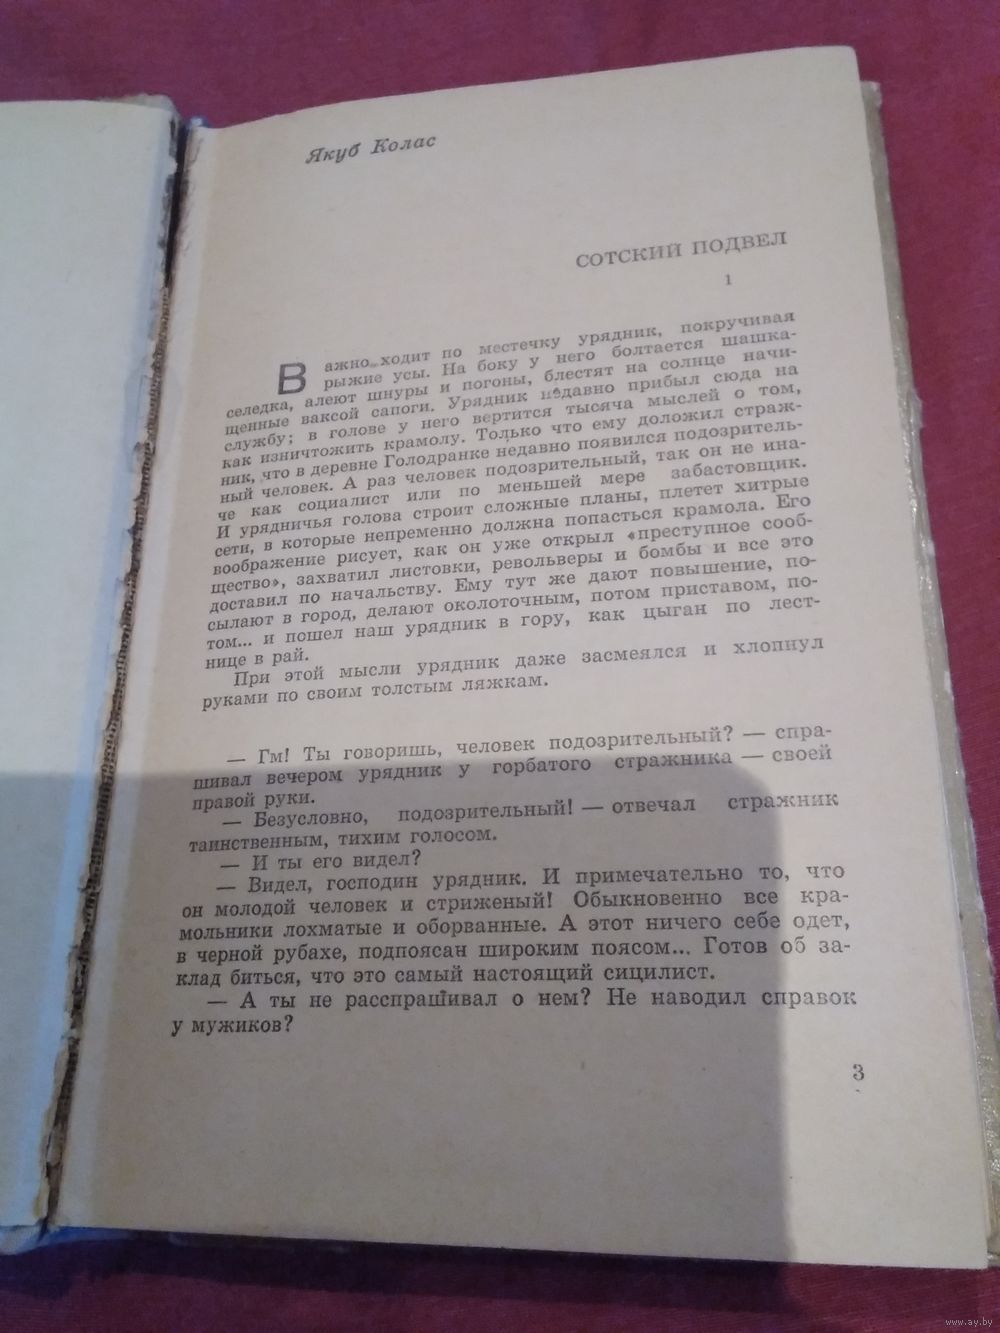 Якуб Колас
СОТСКИЙ ПОДВЕЛ
1
Важно ходит по местечку урядник, покручивая
рыжие усы. На боку у него болтается шашка-
селедка, алеют шнуры и погоны, блестят на солнце начи-
щенные ваксой сапоги. Урядник недавно прибыл сюда на
службу; в голове у него вертится тысяча мыслей о том,
как изничтожить крамолу. Только что ему доложил страж-
ник, что в деревне Голодранке недавно появился подозритель-
ный человек. А раз человек подозрительный, так он не ина-
че как социалист или по меньшей мере забастовщик.
И урядничья голова строит сложные планы, плетет хитрые
сети, в которые непременно должна попасться крамола. Его
воображение рисует, как он уже открыл «преступное сооб-
щество», захватил листовки, револьверы и бомбы и все это
доставил по начальству. Ему тут же дают повышение, по-
сылают в город, делают околоточным, потом приставом, по-
том... и пошел наш урядник в гору, как цыган по лест-
нице в рай.
При этой мысли урядник даже засмеялся и хлопнул
руками по своим толстым ляжкам.
— Гм! Ты говоришь, человек подозрительный? — спра-
шивал вечером урядник у горбатого стражника — своей
правой руки.
— Безусловно, подозрительный! — отвечал стражник
таинственным, тихим голосом.
— И ты его видел?
— Видел, господин урядник. И примечательно то, что
он молодой человек и стриженый! Обыкновенно все кра-
мольники лохматые и оборванные. А этот ничего себе одет,
в черной рубахе, подпоясан широким поясом... Готов об за-
клад биться, что это самый настоящий сицилист.
— А ты не расспрашивал о нем? Не наводил справок
у мужиков?
3
www.ay.by